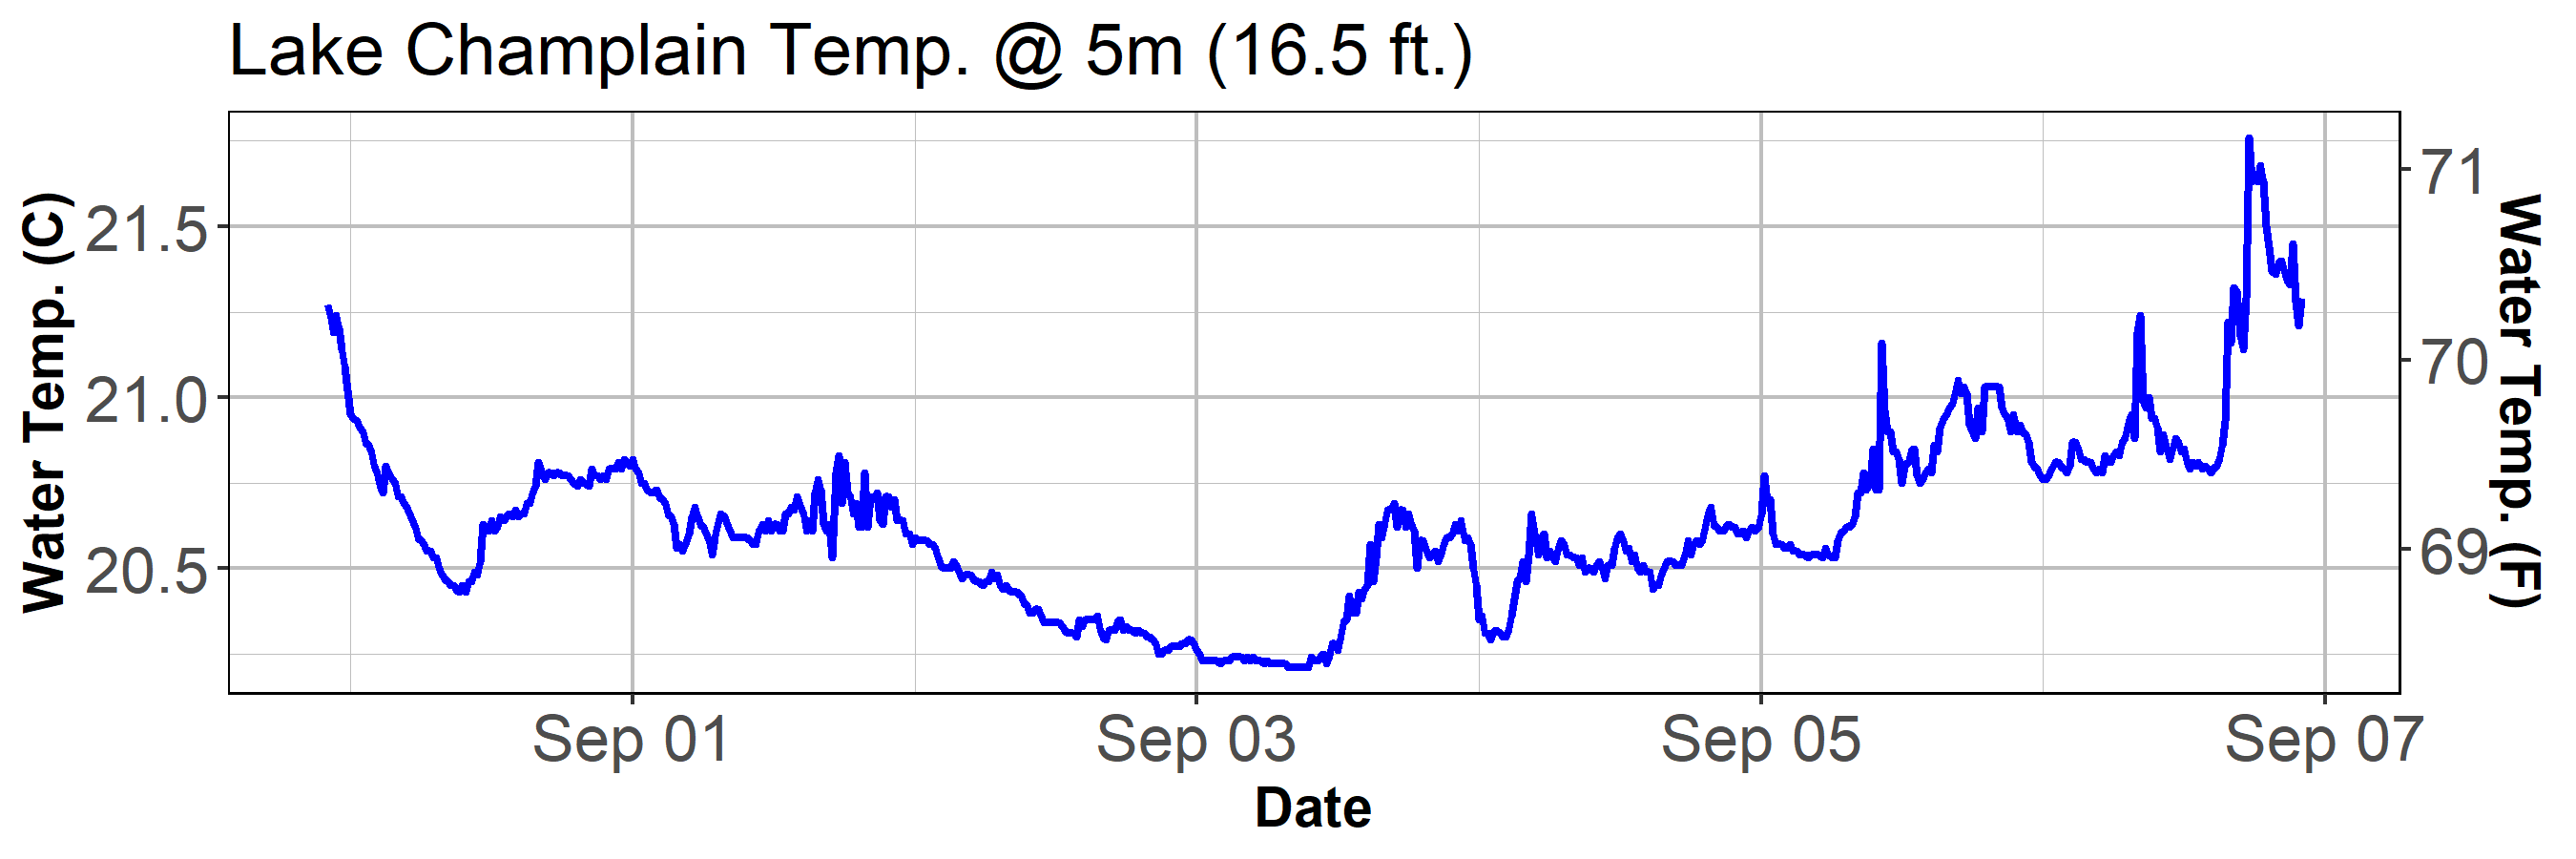 Lake Champlain Temp. @ 5m (16.5 ft.)
Water Temp. (C)
21.5
21.0
20.5
71
70
69
Water Temp. (F)
Sep 01
Sep 03
Sep 05
Sep 07
Date